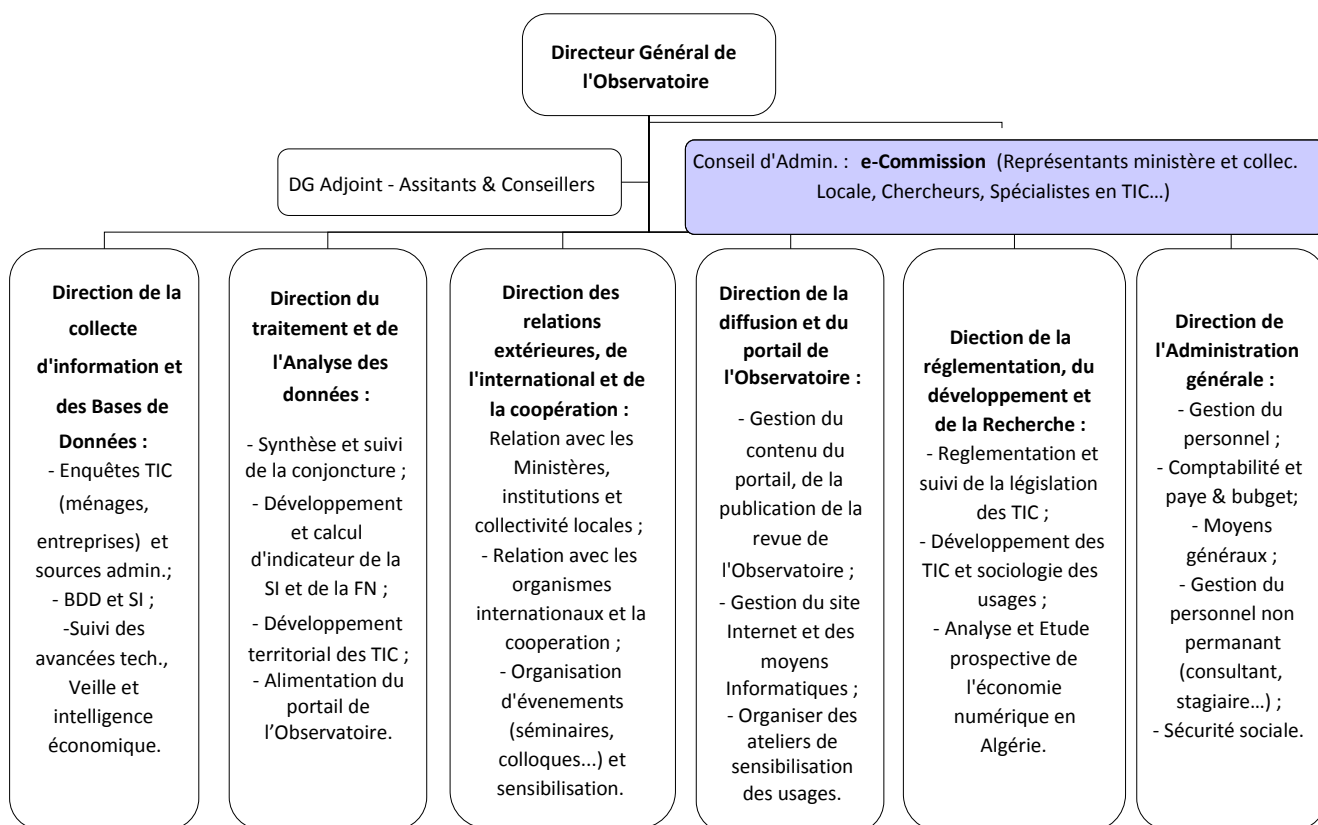 Directeur Général de
l'Observatoire
DG Adjoint - Assitants & Conseillers
Conseil d'Admin. : e-Commission (Représentants ministère et collec.
Locale, Chercheurs, Spécialistes en TIC...)
Direction de la
collecte
d'information et
des Bases de
Données :
- Enquêtes TIC
(ménages,
entreprises) et
sources admin.;
- BDD et SI ;
-Suivi des
avancées tech.,
Veille et
intelligence
économique.
Direction du
traitement et de
l'Analyse des
données :
- Synthèse et suivi
de la conjoncture ;
- Développement
et calcul
d'indicateur de la
SI et de la FN ;
- Développement
territorial des TIC ;
- Alimentation du
portail de
l’Observatoire.
Direction des
relations
extérieures, de
l'international et de
la coopération :
Relation avec les
Ministères,
institutions et
collectivité locales ;
- Relation avec les
organismes
internationaux et la
cooperation ;
- Organisation
d'évenements
(séminaires,
colloques...) et
sensibilisation.
Direction de la
diffusion et du
portail de
l'Observatoire :
- Gestion du
contenu du
portail, de la
publication de la
revue de
l'Observatoire ;
- Gestion du site
Internet et des
moyens
Informatiques ;
- Organiser des
ateliers de
sensibilisation
des usages.
Diection de la
réglementation, du
développement et
de la Recherche :
- Reglementation et
suivi de la législation
des TIC ;
- Développement des
TIC et sociologie des
usages ;
- Analyse et Etude
prospective de
l'économie
numérique en
Algérie.
Direction de
l'Administration
générale :
- Gestion du
personnel ;
- Comptabilité et
paye & bubget;
- Moyens
généraux ;
- Gestion du
personnel non
permanant
(consultant,
stagiaire...) ;
- Sécurité sociale.